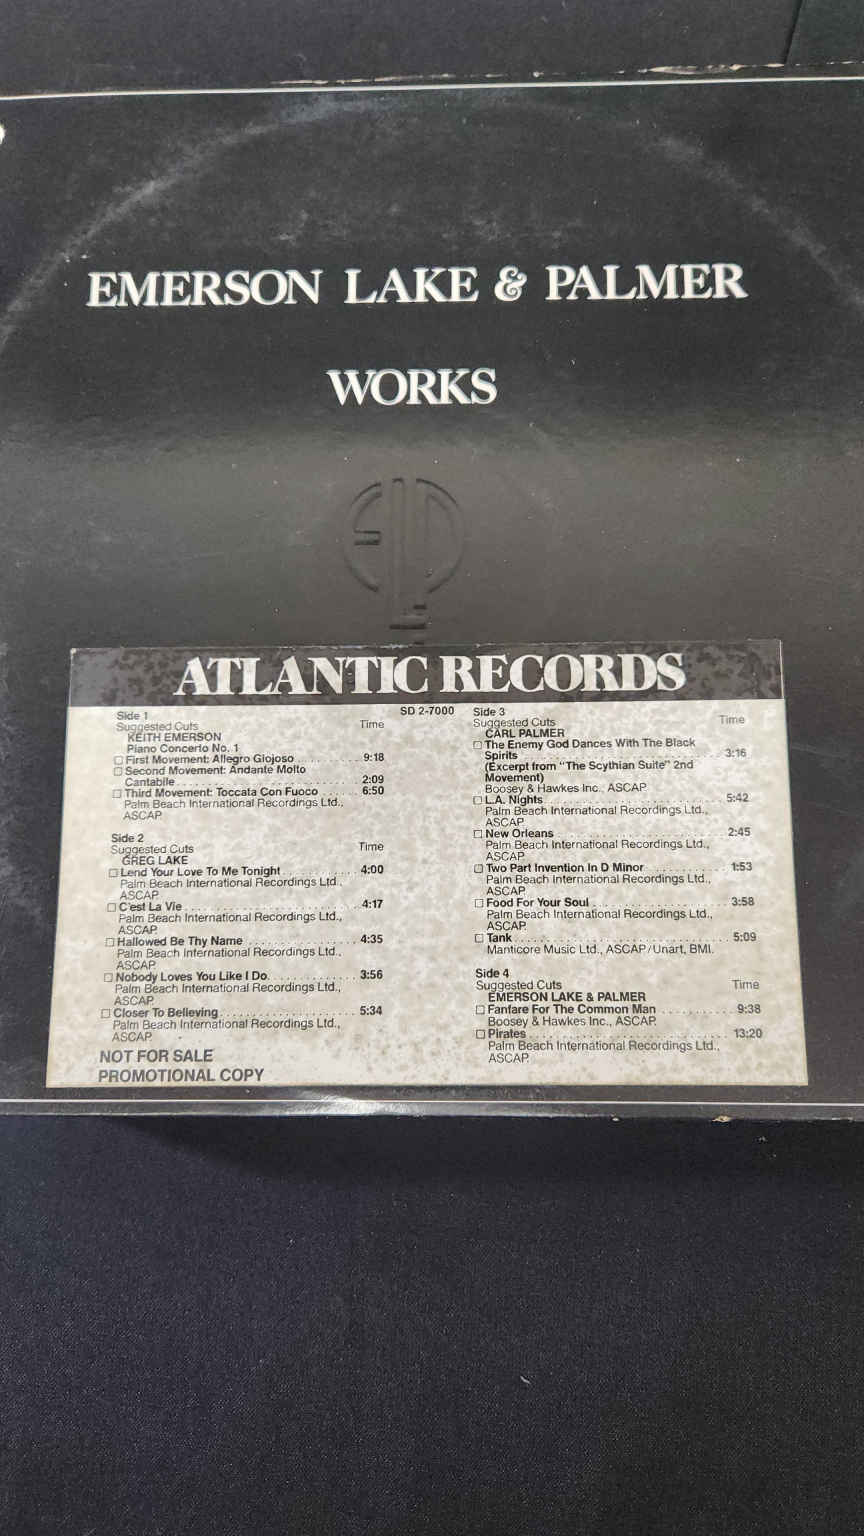 EMERSON LAKE & PALMER
WORKS
ELP
ATLANTIC RECORDS
SD 2-7000
Side 1
Suggested Cuts Time
KEITH EMERSON
Piano Concerto No. 1
First Movement: Allegro Giojoso . . . . . . . . . . 9:18
Second Movement: Andante Molto
Cantabile . . . . . . . . . . . . . . . . . . . . . . . . . . . . . 2:09
Third Movement: Toccata Con Fuoco . . . . . . 6:50
Palm Beach International Recordings Ltd.,
ASCAP.
Side 2
Suggested Cuts Time
GREG LAKE
Lend Your Love To Me Tonight . . . . . . . . . . . . 4:00
Palm Beach International Recordings Ltd.,
ASCAP.
C'est La Vie . . . . . . . . . . . . . . . . . . . . . . . . . . . . 4:17
Palm Beach International Recordings Ltd.,
ASCAP.
Hallowed Be Thy Name . . . . . . . . . . . . . . . . . 4:35
Palm Beach International Recordings Ltd.,
ASCAP.
Nobody Loves You Like I Do. . . . . . . . . . . . . . 3:56
Palm Beach International Recordings Ltd.,
ASCAP.
Closer To Believing . . . . . . . . . . . . . . . . . . . . . 5:34
Palm Beach International Recordings Ltd.,
ASCAP.
NOT FOR SALE
PROMOTIONAL COPY
Side 3
Suggested Cuts Time
CARL PALMER
The Enemy God Dances With The Black
Spirits . . . . . . . . . . . . . . . . . . . . . . . . . . . . . . . 3:16
(Excerpt from "The Scythian Suite" 2nd
Movement)
Boosey & Hawkes Inc., ASCAP.
L.A. Nights . . . . . . . . . . . . . . . . . . . . . . . . . . . . 5:42
Palm Beach International Recordings Ltd.,
ASCAP.
New Orleans . . . . . . . . . . . . . . . . . . . . . . . . . . 2:45
Palm Beach International Recordings Ltd.,
ASCAP.
Two Part Invention In D Minor . . . . . . . . . . . . 1:53
Palm Beach International Recordings Ltd.,
ASCAP.
Food For Your Soul . . . . . . . . . . . . . . . . . . . . . 3:58
Palm Beach International Recordings Ltd.,
ASCAP.
Tank . . . . . . . . . . . . . . . . . . . . . . . . . . . . . . . . . 5:09
Manticore Music Ltd., ASCAP/Unart, BMI.
Side 4
Suggested Cuts Time
EMERSON LAKE & PALMER
Fanfare For The Common Man . . . . . . . . . . . 9:38
Boosey & Hawkes Inc., ASCAP.
Pirates . . . . . . . . . . . . . . . . . . . . . . . . . . . . . . 13:20
Palm Beach International Recordings Ltd.,
ASCAP.